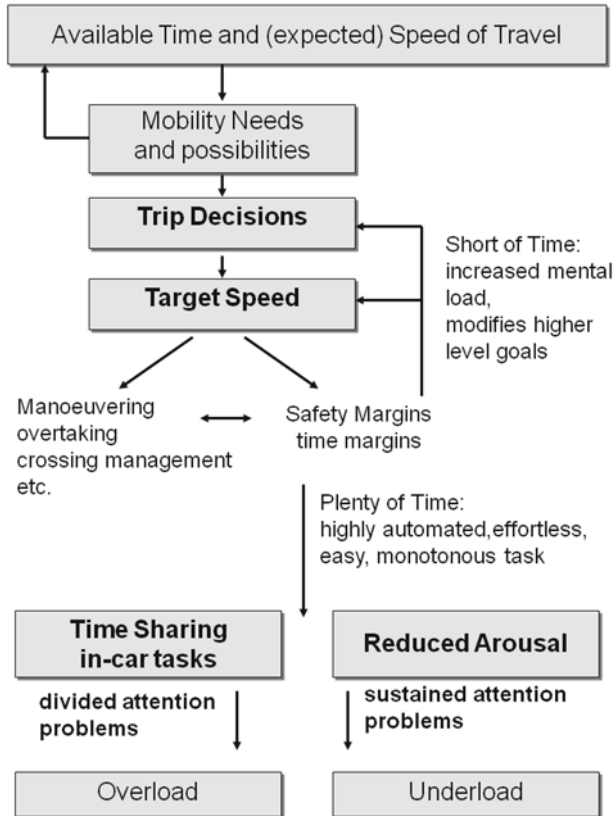 Available Time and (expected) Speed of Travel
Mobility Needs
and possibilities
Trip Decisions
Target Speed
Short of Time:
increased mental
load,
modifies higher
level goals
Manoeuvering
overtaking
crossing management
etc.
Safety Margins
time margins
Plenty of Time:
highly automated,effortless,
easy, monotonous task
Time Sharing
in-car tasks
Reduced Arousal
divided attention
problems
sustained attention
problems
Overload
Underload